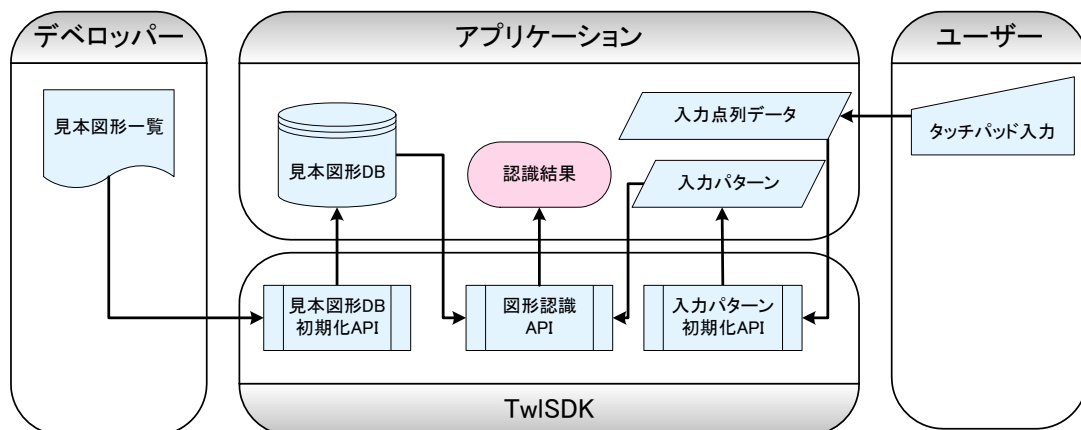 デベロッパー
アプリケーション
ユーザー
見本図形一覧
見本図形DB
認識結果
入力点列データ
入力パターン
タッチパッド入力
見本図形DB
初期化API
図形認識
API
入力パターン
初期化API
TwlSDK